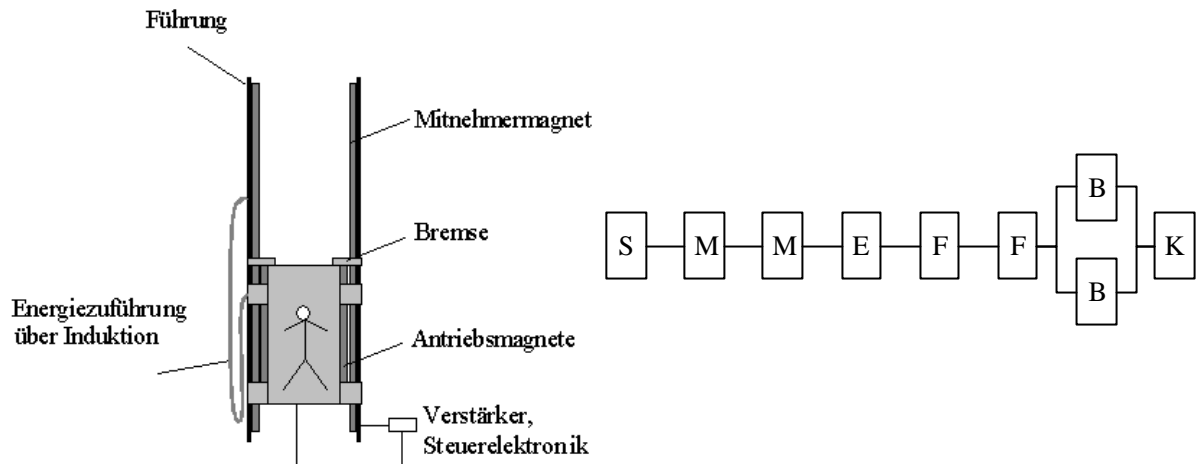 Führung
Mitnehmermagnet
Bremse
Energiezuführung
über Induktion
Antriebsmagnete
Verstärker,
Steuerelektronik
S M M E F F B B K